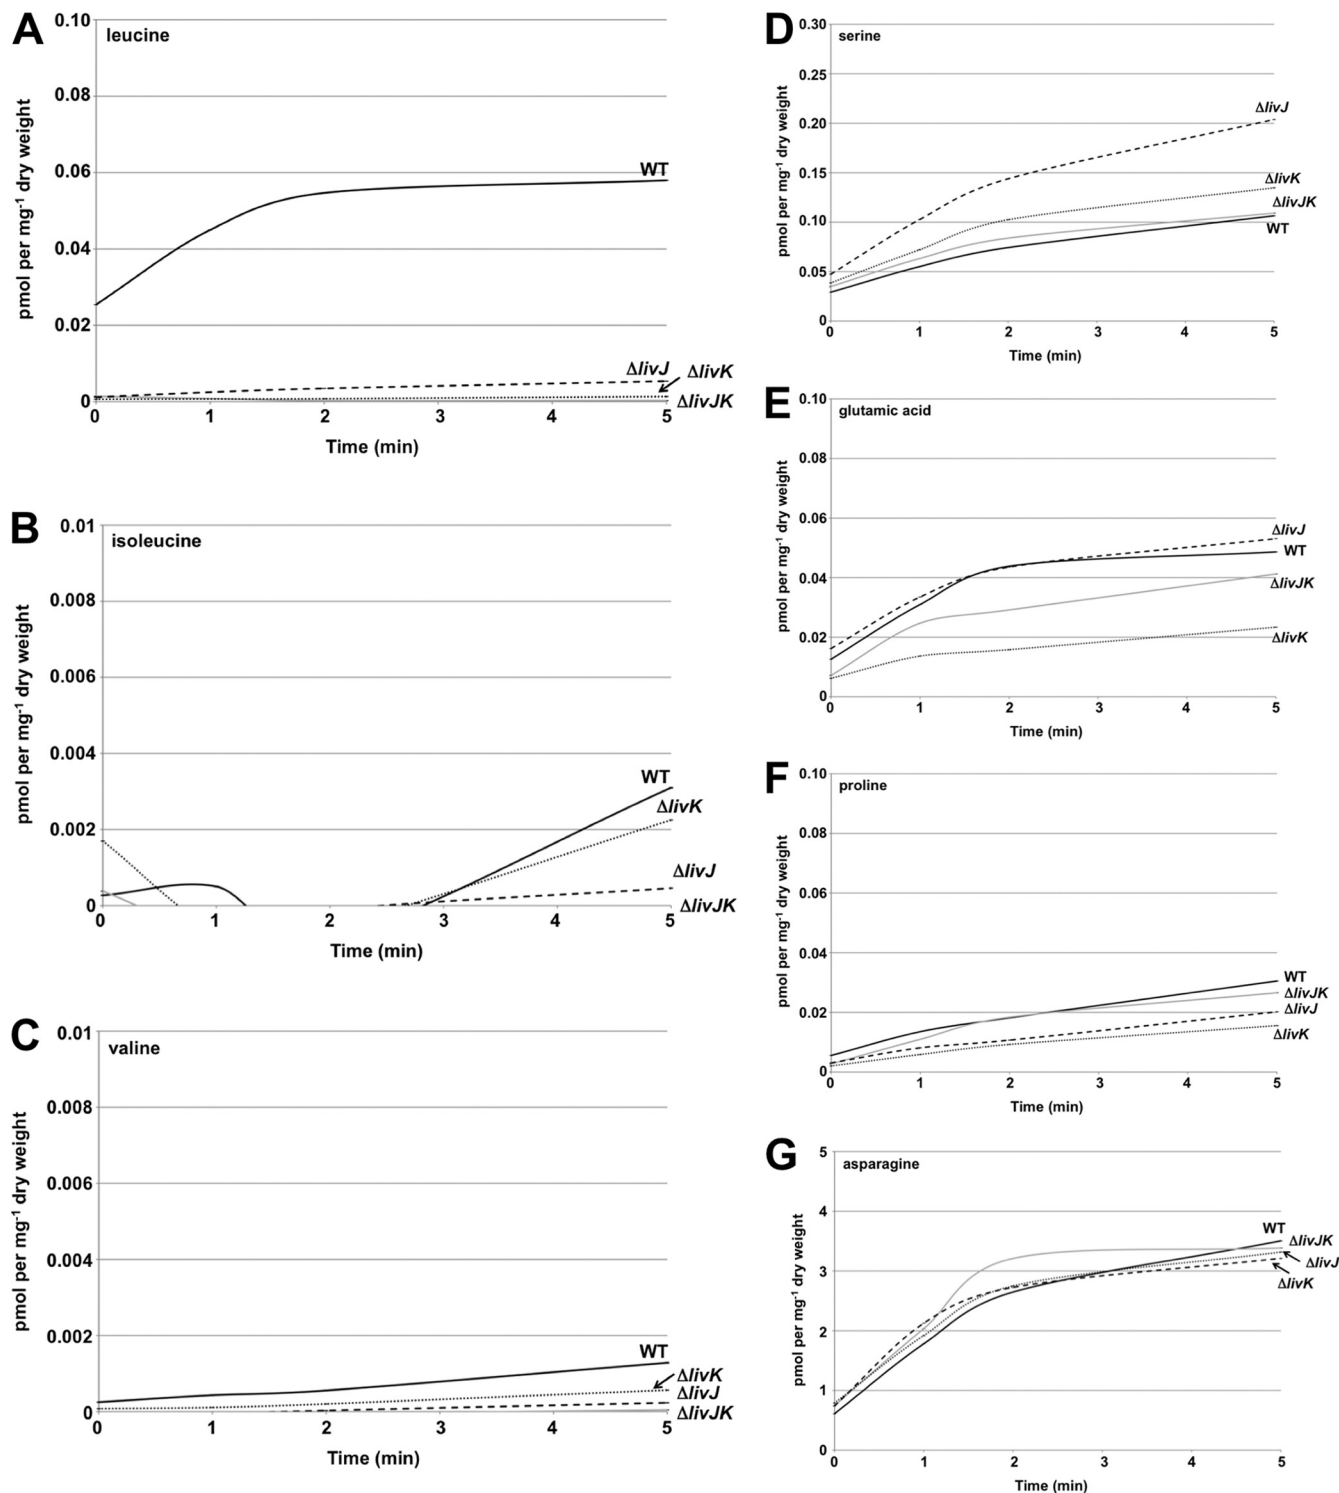 A
leucine
0.10
0.08
0.06
0.04
0.02
0
pmol per mg⁻¹ dry weight
WT
ΔlivJ
ΔlivK
ΔlivJK
0 1 2 3 4 5
Time (min)
B
isoleucine
0.01
0.008
0.006
0.004
0.002
0
pmol per mg⁻¹ dry weight
WT
ΔlivK
ΔlivJ
ΔlivJK
0 1 2 3 4 5
Time (min)
C
valine
0.01
0.008
0.006
0.004
0.002
0
pmol per mg⁻¹ dry weight
WT
ΔlivK
ΔlivJ
ΔlivJK
0 1 2 3 4 5
Time (min)
D
serine
0.30
0.25
0.20
0.15
0.10
0.05
0
pmol per mg⁻¹ dry weight
ΔlivJ
ΔlivK
ΔlivJK
WT
0 1 2 3 4 5
Time (min)
E
glutamic acid
0.10
0.08
0.06
0.04
0.02
0
pmol per mg⁻¹ dry weight
ΔlivJ
WT
ΔlivJK
ΔlivK
0 1 2 3 4 5
Time (min)
F
proline
0.10
0.08
0.06
0.04
0.02
0
pmol per mg⁻¹ dry weight
WT
ΔlivJK
ΔlivJ
ΔlivK
0 1 2 3 4 5
Time (min)
G
asparagine
5
4
3
2
1
0
pmol per mg⁻¹ dry weight
WT
ΔlivJK
ΔlivJ
ΔlivK
0 1 2 3 4 5
Time (min)